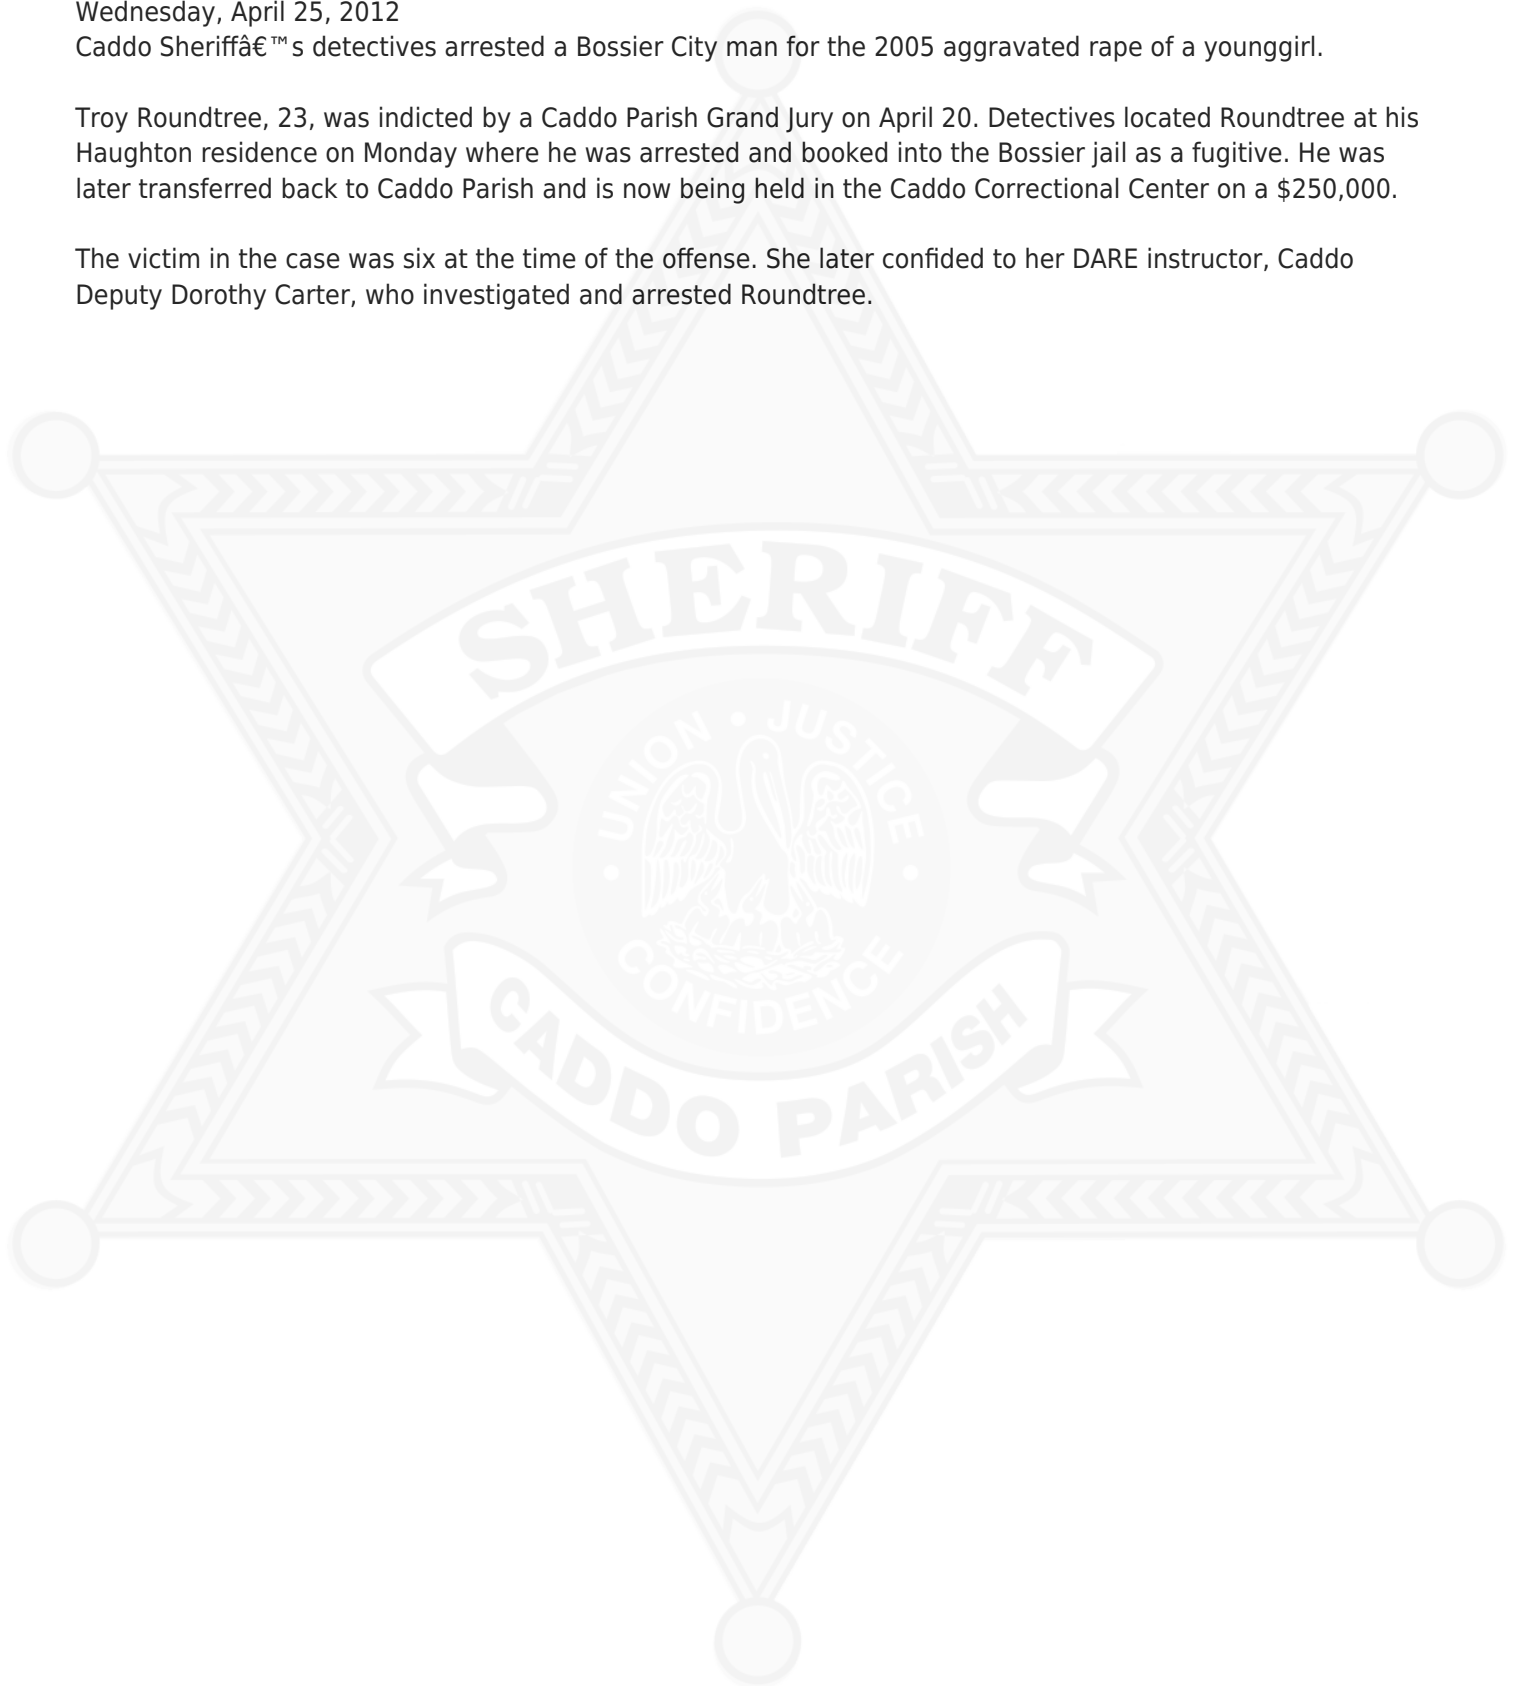 Wednesday, April 25, 2012
Caddo Sheriffâ€™s detectives arrested a Bossier City man for the 2005 aggravated rape of a younggirl.
Troy Roundtree, 23, was indicted by a Caddo Parish Grand Jury on April 20. Detectives located Roundtree at his
Haughton residence on Monday where he was arrested and booked into the Bossier jail as a fugitive. He was
later transferred back to Caddo Parish and is now being held in the Caddo Correctional Center on a $250,000.
The victim in the case was six at the time of the offense. She later confided to her DARE instructor, Caddo
Deputy Dorothy Carter, who investigated and arrested Roundtree.
SHERIFF
UNION • JUSTICE
• CONFIDENCE •
CADDO PARISH